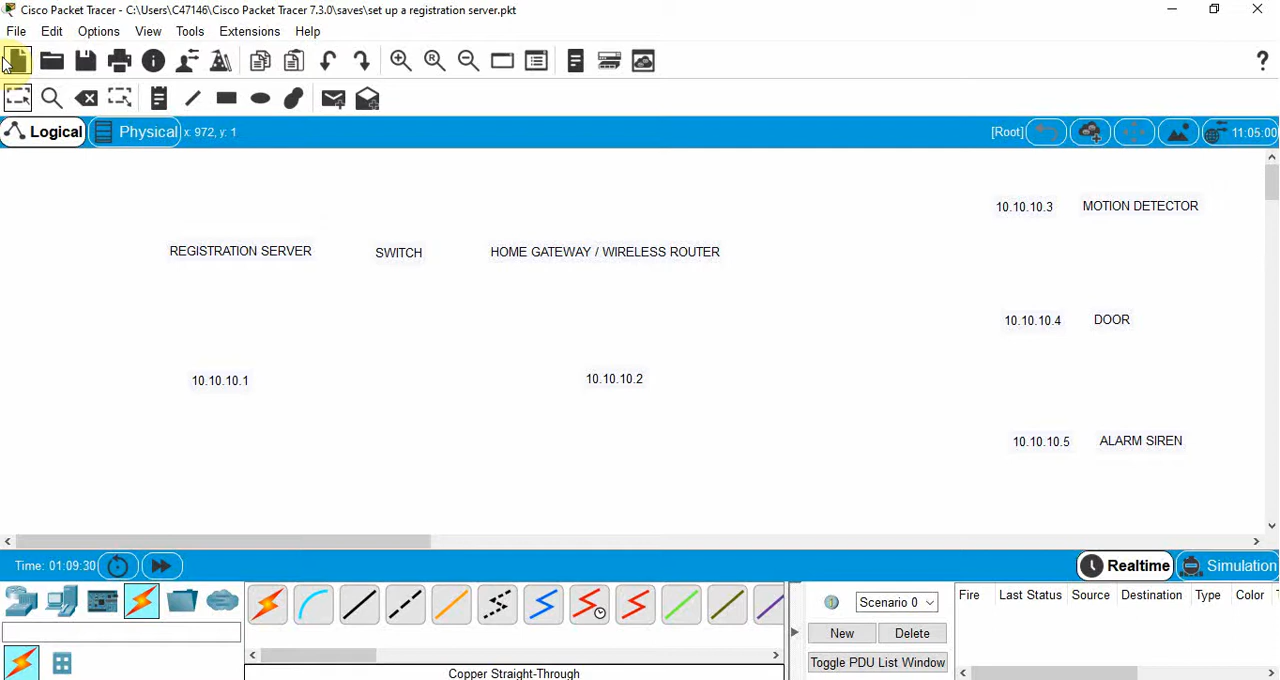 Cisco Packet Tracer - C:\Users\C47146\Cisco Packet Tracer 7.3.0\saves\set up a registration server.pkt
File Edit Options View Tools Extensions Help
?
Logical Physical x: 972, y: 1 [Root] 11:05:00
10.10.10.3 MOTION DETECTOR
REGISTRATION SERVER SWITCH HOME GATEWAY / WIRELESS ROUTER
10.10.10.4 DOOR
10.10.10.1 10.10.10.2
10.10.10.5 ALARM SIREN
Time: 01:09:30 Realtime Simulation
Scenario 0 Fire Last Status Source Destination Type Color
New Delete
Toggle PDU List Window
Copper Straight-Through